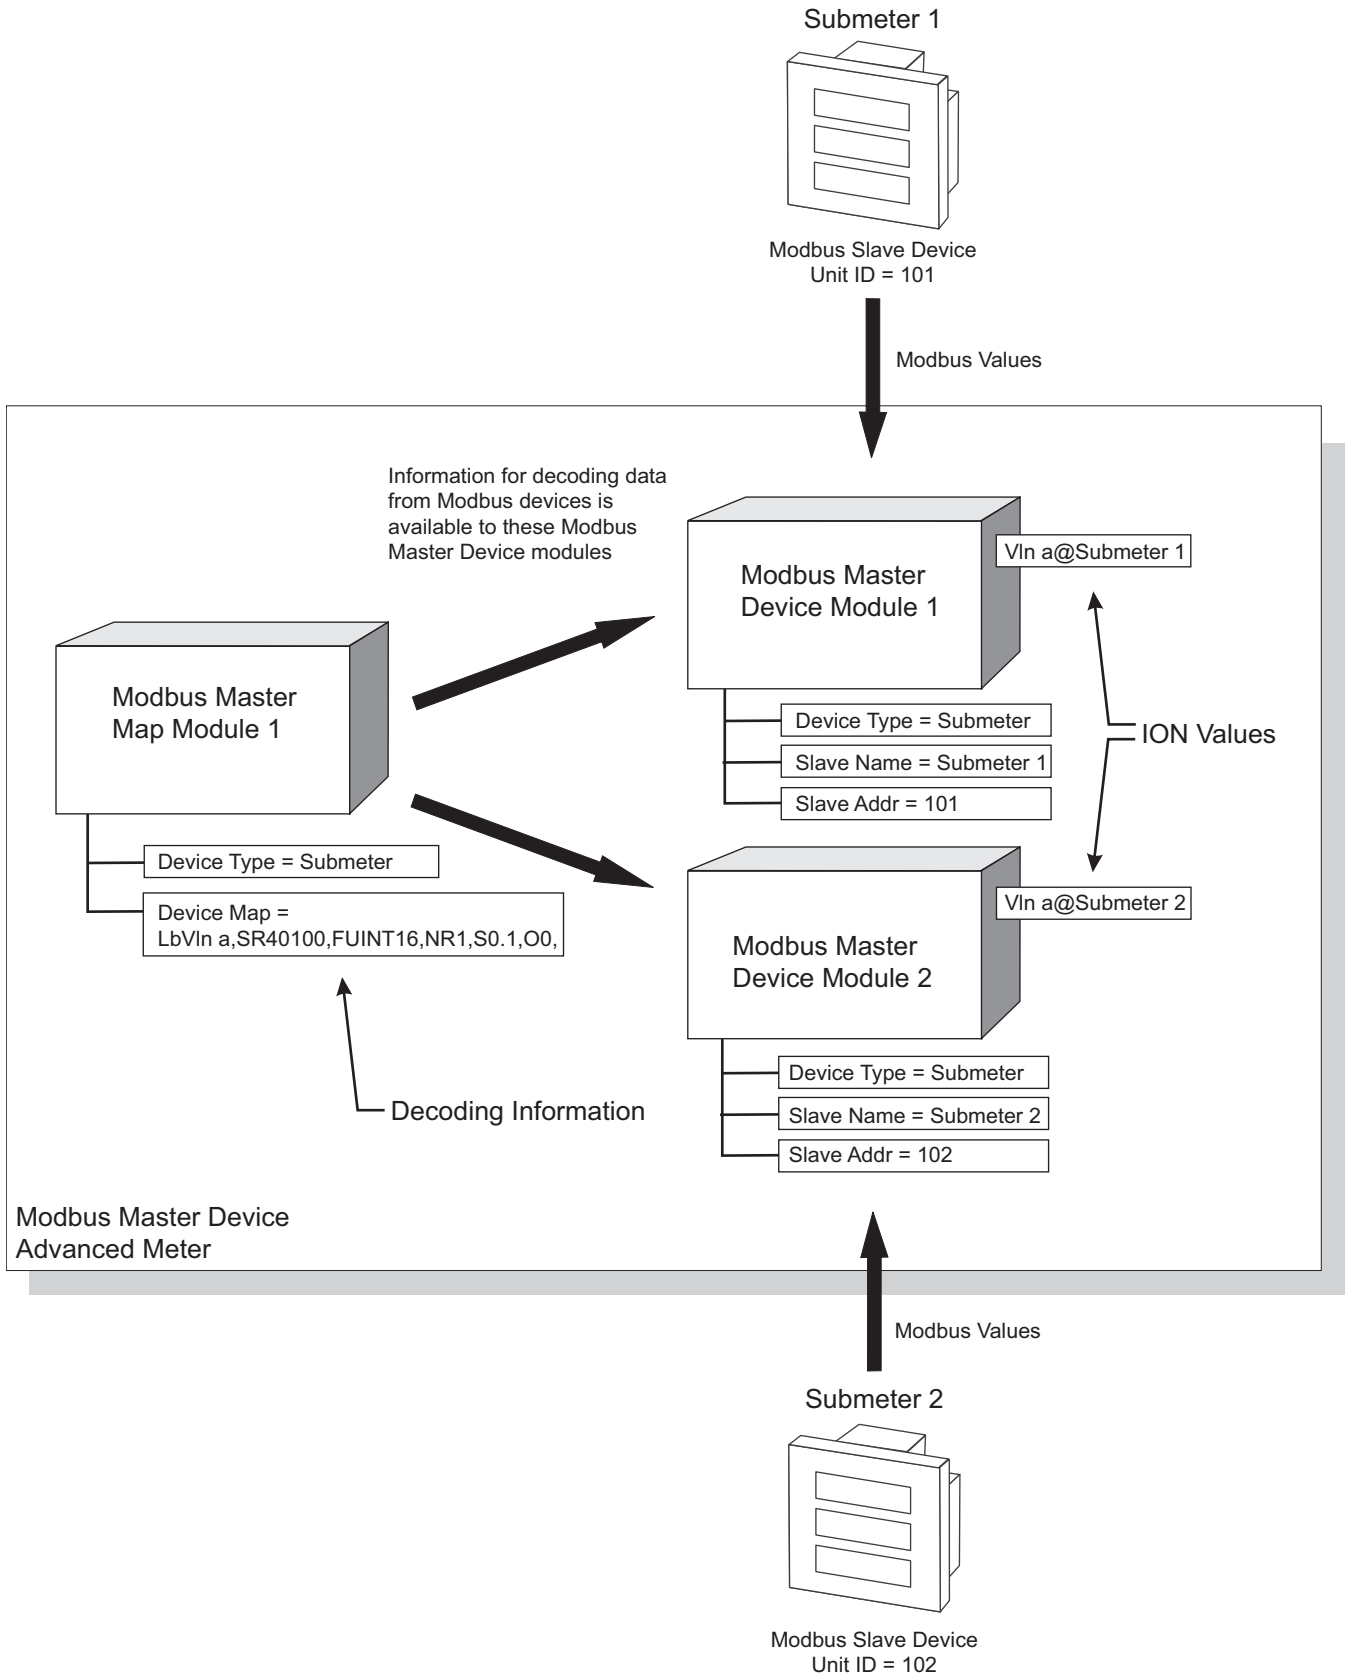 Submeter 1
Modbus Slave Device
Unit ID = 101
Modbus Values
Information for decoding data
from Modbus devices is
available to these Modbus
Master Device modules
Modbus Master
Device Module 1
Vln a@Submeter 1
Device Type = Submeter
Slave Name = Submeter 1
Slave Addr = 101
ION Values
Modbus Master
Map Module 1
Device Type = Submeter
Device Map =
LbVln a,SR40100,FUINT16,NR1,S0.1,O0,
Decoding Information
Modbus Master
Device Module 2
Vln a@Submeter 2
Device Type = Submeter
Slave Name = Submeter 2
Slave Addr = 102
Modbus Master Device
Advanced Meter
Modbus Values
Submeter 2
Modbus Slave Device
Unit ID = 102